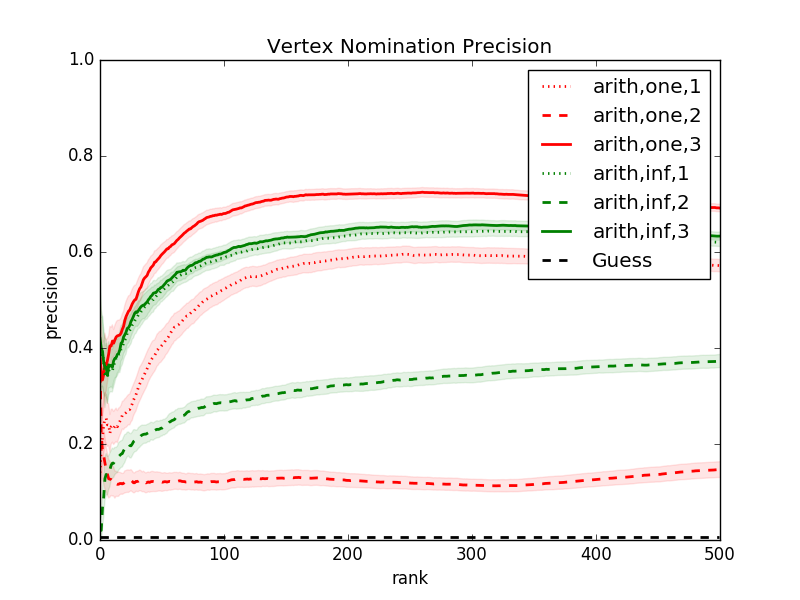 Vertex Nomination Precision
1.0
0.8
0.6
0.4
0.2
0.0
precision
0
100
200
300
400
500
rank
arith,one,1
arith,one,2
arith,one,3
arith,inf,1
arith,inf,2
arith,inf,3
Guess